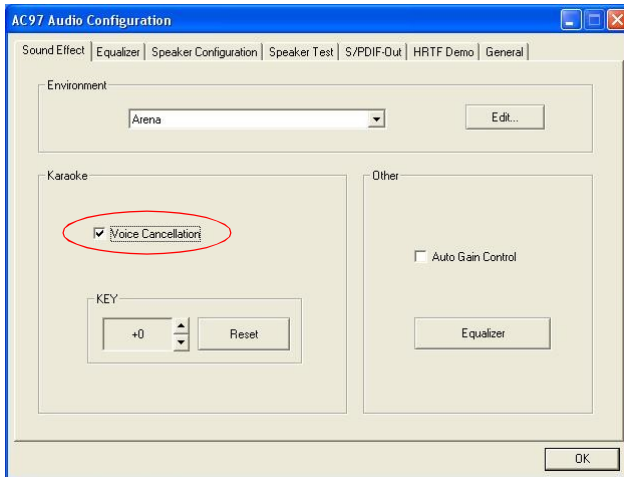 AC97 Audio Configuration
Sound Effect Equalizer Speaker Configuration Speaker Test S/PDIF-Out HRTF Demo General
Environment
Arena Edit...
Karaoke
Voice Cancellation
KEY
+0 Reset
Other
Auto Gain Control
Equalizer
OK